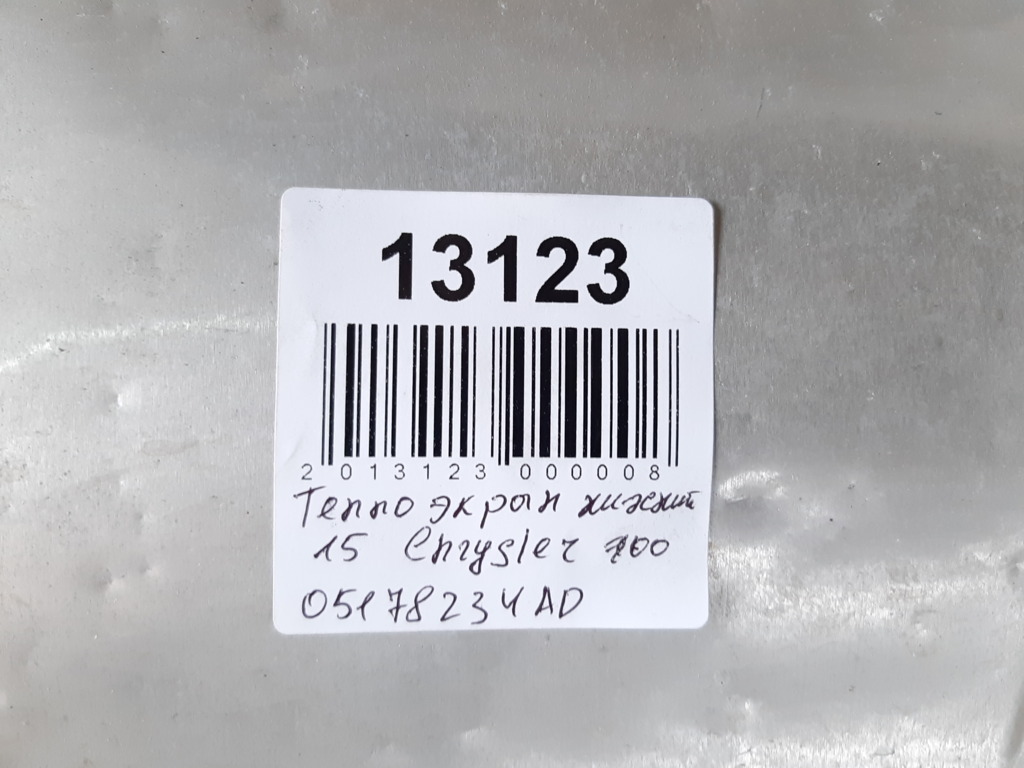 13123
2 013123 000008
Теплоэкран нижний
15 Chrysler 200
05178234AD